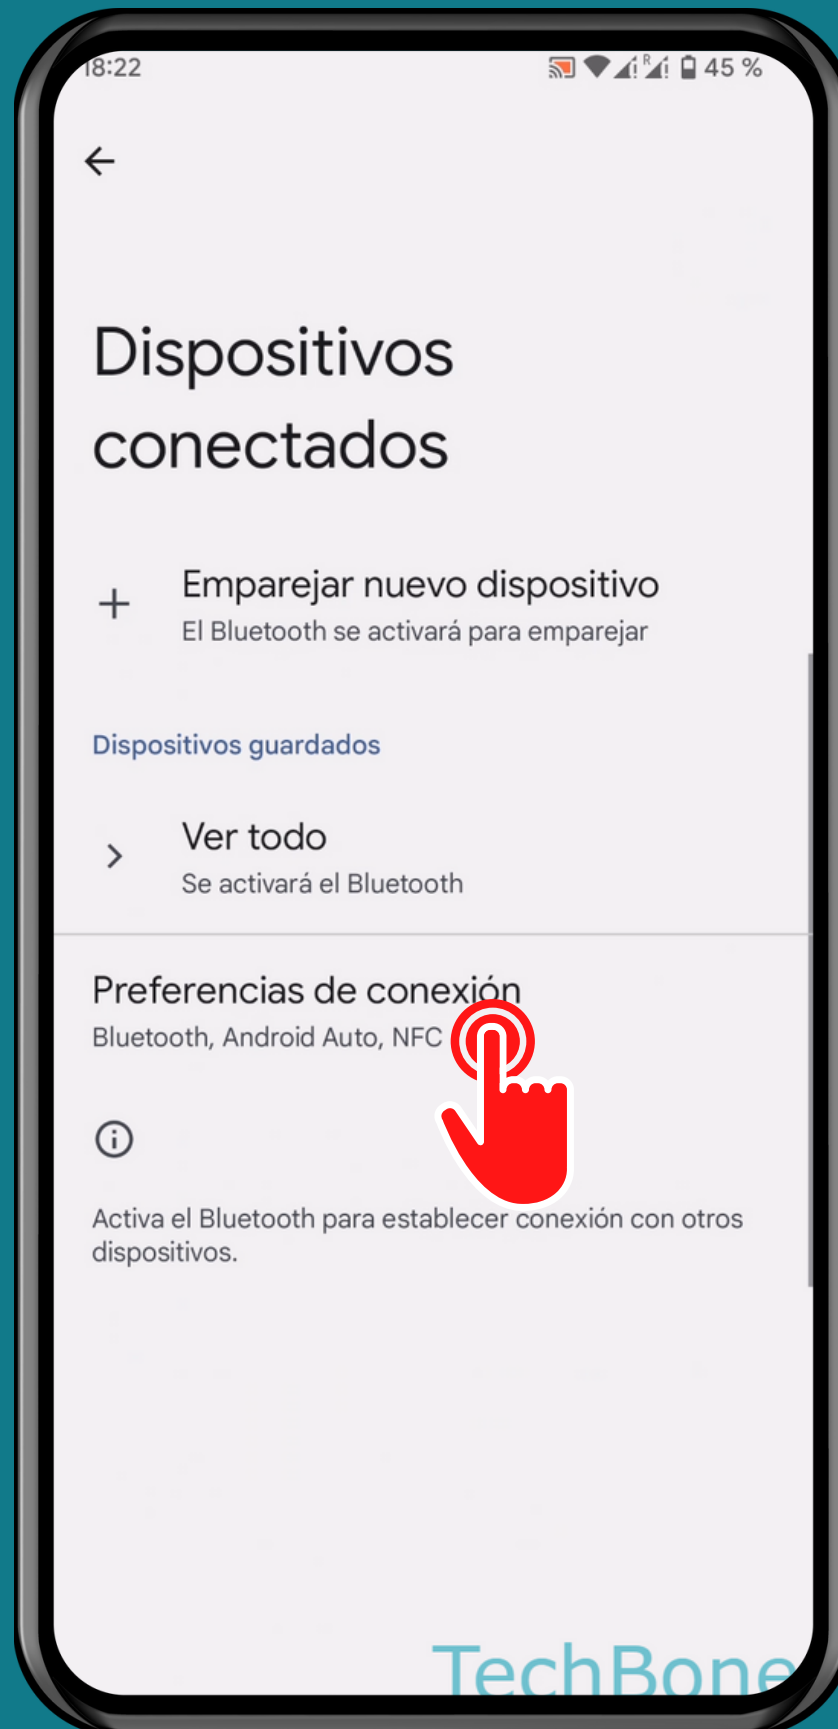 18:22 R 45 %
Dispositivos
conectados
Emparejar nuevo dispositivo
El Bluetooth se activará para emparejar
Dispositivos guardados
Ver todo
Se activará el Bluetooth
Preferencias de conexión
Bluetooth, Android Auto, NFC
Activa el Bluetooth para establecer conexión con otros
dispositivos.
TechBone